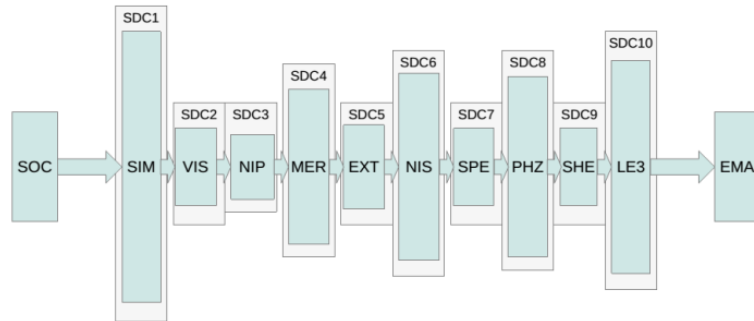 SDC1
SDC2
SDC3
SDC4
SDC5
SDC6
SDC7
SDC8
SDC9
SDC10
SOC
SIM
VIS
NIP
MER
EXT
NIS
SPE
PHZ
SHE
LE3
EMA